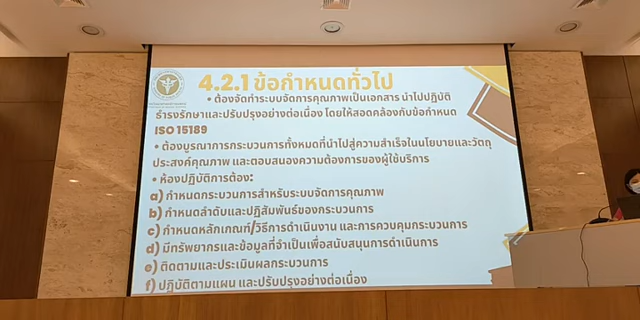 4.2.1 ข้อกำหนดทั่วไป
• ต้องจัดทำระบบจัดการคุณภาพเป็นเอกสาร นำไปปฏิบัติ
ธำรงรักษาและปรับปรุงอย่างต่อเนื่อง โดยให้สอดคล้องกับข้อกำหนด
ISO 15189
• ต้องบูรณาการกระบวนการทั้งหมดที่นำไปสู่ความสำเร็จในนโยบายและวัตถุ
ประสงค์คุณภาพ และตอบสนองความต้องการของผู้ใช้บริการ
• ห้องปฏิบัติการต้อง:
a) กำหนดกระบวนการสำหรับระบบจัดการคุณภาพ
b) กำหนดลำดับและปฏิสัมพันธ์ของกระบวนการ
c) กำหนดหลักเกณฑ์/วิธีการดำเนินงาน และการควบคุมกระบวนการ
d) มีทรัพยากรและข้อมูลที่จำเป็นเพื่อสนับสนุนการดำเนินการ
e) ติดตามและประเมินผลกระบวนการ
f) ปฏิบัติตามแผน และปรับปรุงอย่างต่อเนื่อง